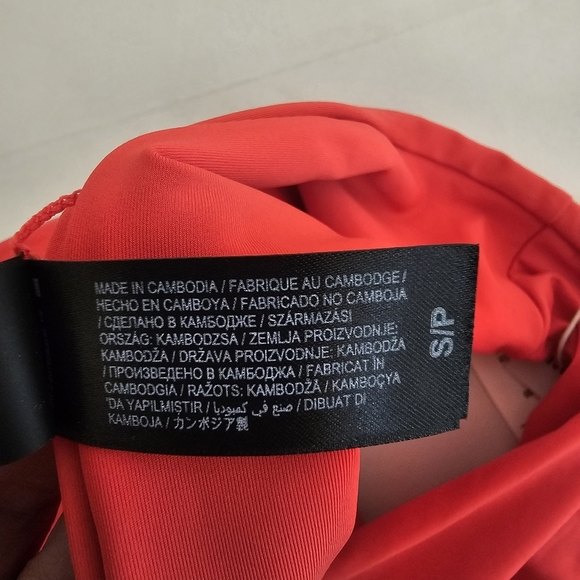 MADE IN CAMBODIA / FABRIQUE AU CAMBODGE /
HECHO EN CAMBOYA / FABRICADO NO CAMBOJA
/ СДЕЛАНО В КАМБОДЖЕ / SZÁRMAZÁSI
ORSZÁG: KAMBODZSA / ZEMLJA PROIZVODNJE:
KAMBODŽA / DRŽAVA PROIZVODNJE: KAMBODŽA
/ ПРОИЗВЕДЕНО В КАМБОДЖА / FABRICAT ÎN
CAMBODGIA / RAŽOTS: KAMBODŽĀ / KAMBOÇYA
'DA YAPILMIŞTIR / صنع في كمبوديا / DIBUAT DI
KAMBOJA / カンボジア製
S/P